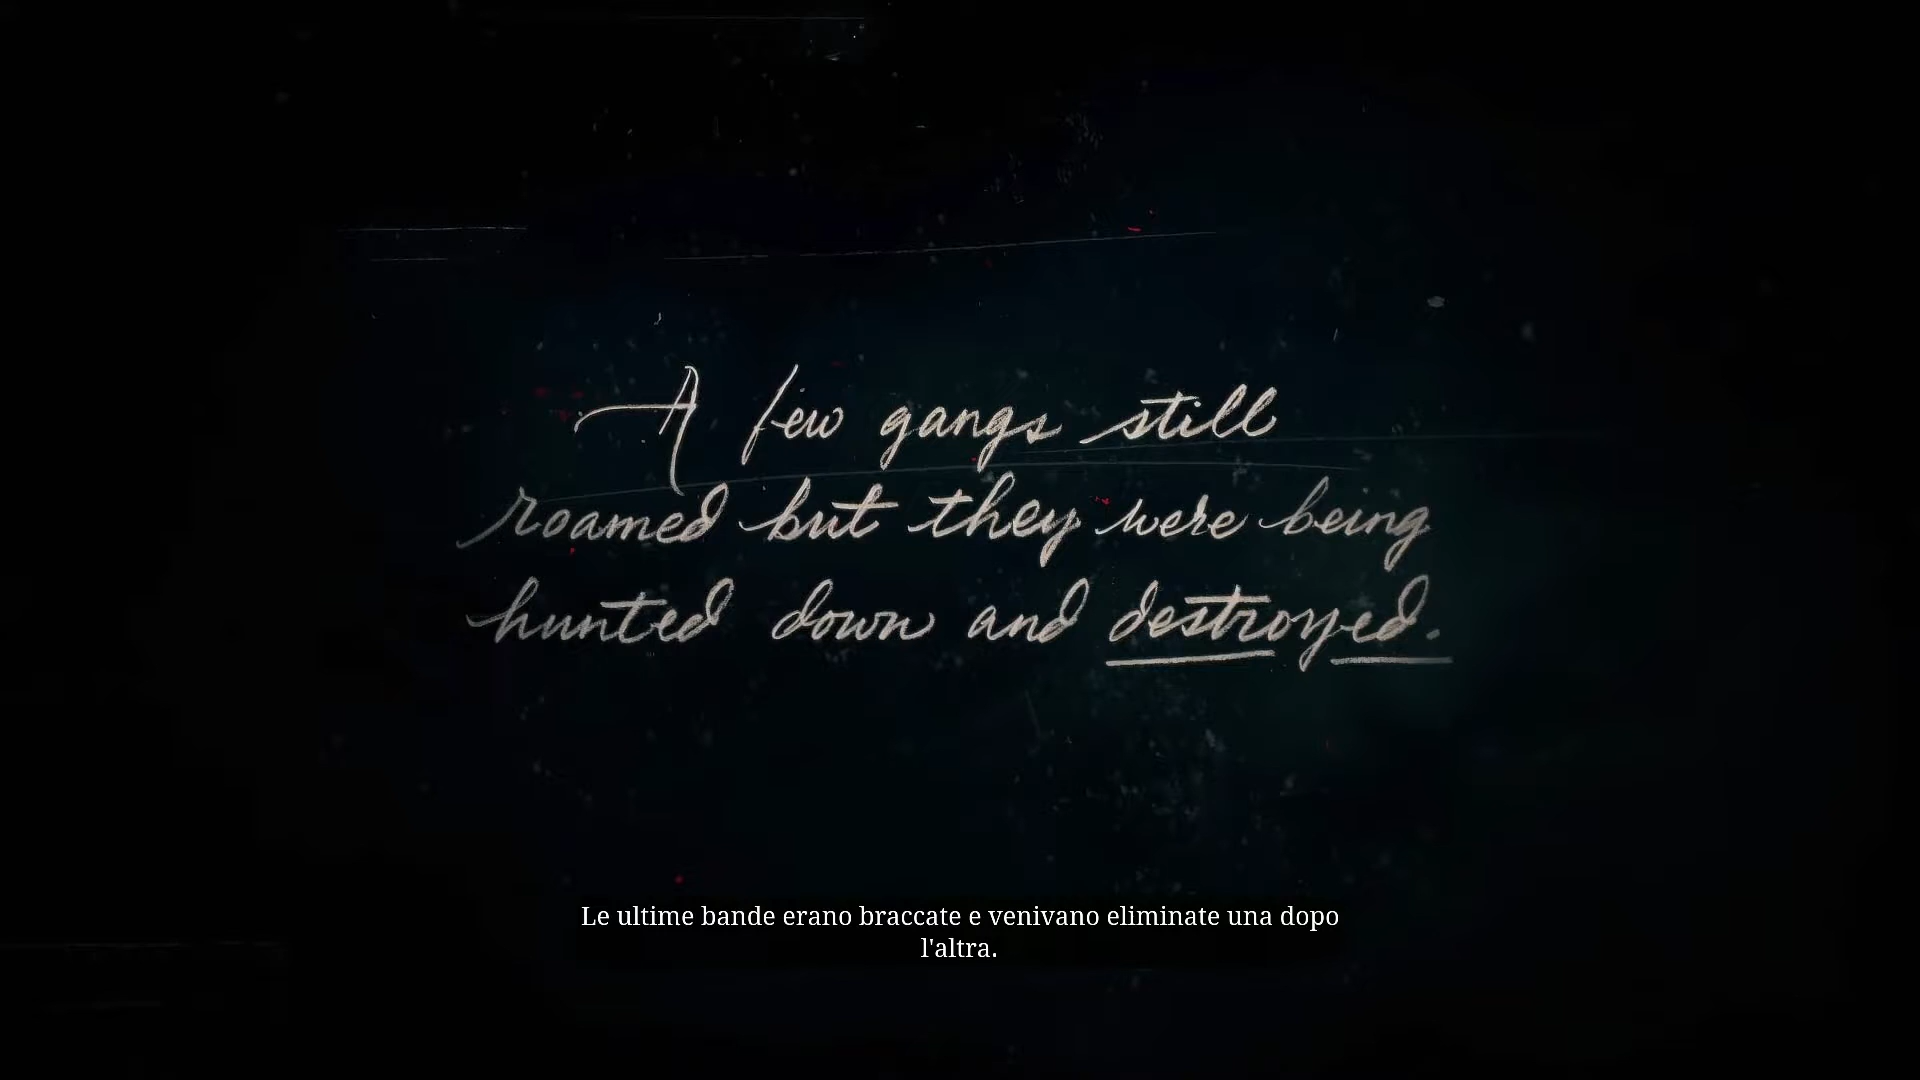 A few gangs still
roamed but they were being
hunted down and destroyed.
Le ultime bande erano braccate e venivano eliminate una dopo
l'altra.